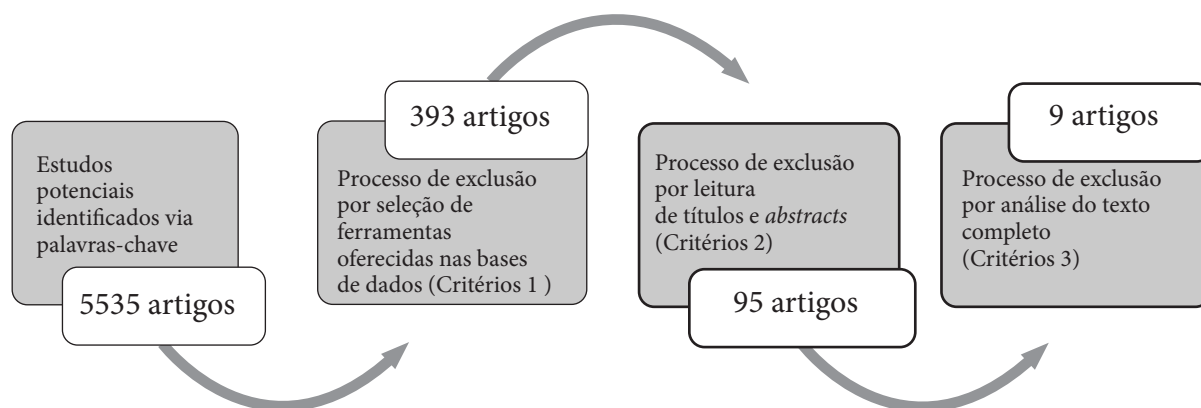 Estudos
potenciais
identificados via
palavras-chave
5535 artigos
393 artigos
Processo de exclusão
por seleção de
ferramentas
oferecidas nas bases
de dados (Critérios 1 )
Processo de exclusão
por leitura
de títulos e abstracts
(Critérios 2)
95 artigos
9 artigos
Processo de exclusão
por análise do texto
completo
(Critérios 3)